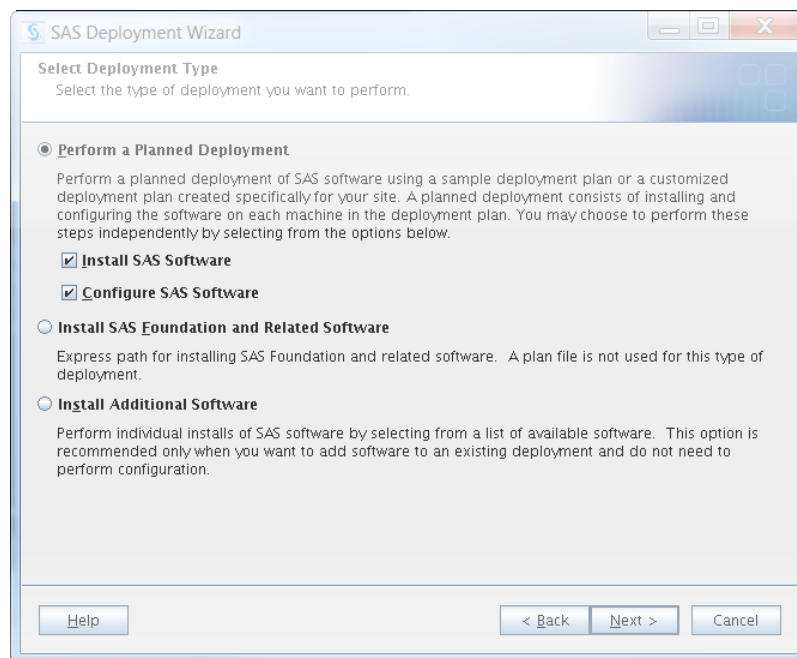 SAS Deployment Wizard
Select Deployment Type
Select the type of deployment you want to perform.
Perform a Planned Deployment
Perform a planned deployment of SAS software using a sample deployment plan or a customized
deployment plan created specifically for your site. A planned deployment consists of installing and
configuring the software on each machine in the deployment plan. You may choose to perform these
steps independently by selecting from the options below.
Install SAS Software
Configure SAS Software
Install SAS Foundation and Related Software
Express path for installing SAS Foundation and related software. A plan file is not used for this type of
deployment.
Install Additional Software
Perform individual installs of SAS software by selecting from a list of available software. This option is
recommended only when you want to add software to an existing deployment and do not need to
perform configuration.
Help
< Back
Next >
Cancel